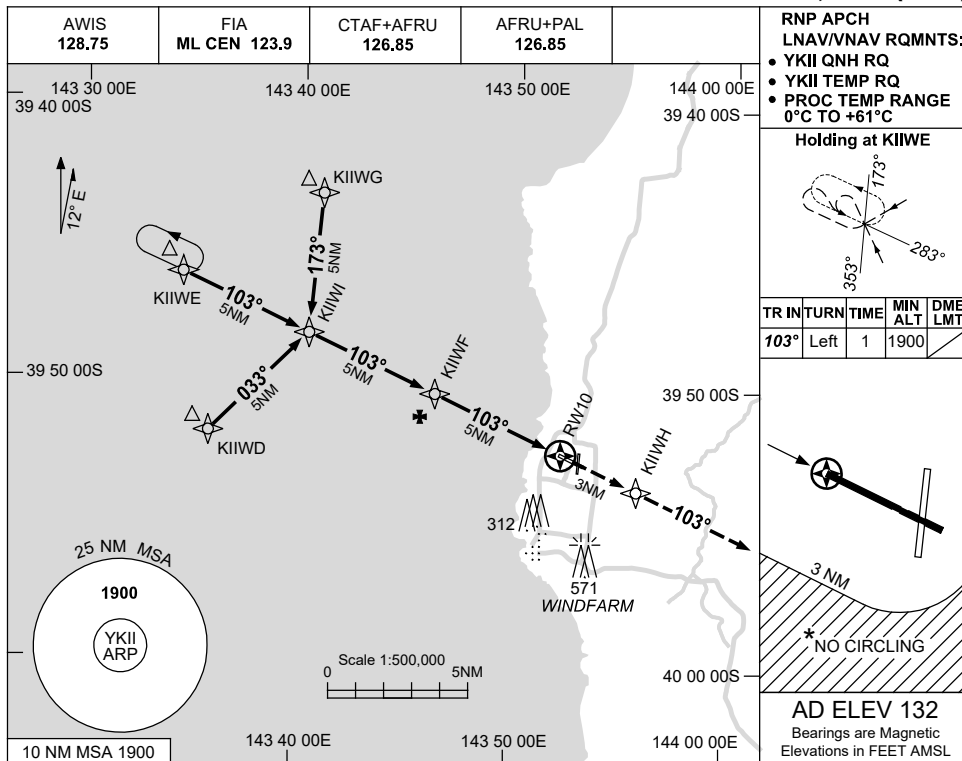 AWIS
128.75
FIA
ML CEN 123.9
CTAF+AFRU
126.85
AFRU+PAL
126.85
RNP APCH
LNAV/VNAV RQMNTS:
• YKII QNH RQ
• YKII TEMP RQ
• PROC TEMP RANGE
0°C TO +61°C
143 30 00E
143 40 00E
143 50 00E
144 00 00E
39 40 00S
39 40 00S
Holding at KIIWE
173°
283°
353°
12° E
KIIWG
173°
5NM
KIIWE
103°
5NM
KIIWI
103°
5NM
KIIWF
033°
5NM
KIIWD
103°
5NM
RW10
3NM
KIIWH
103°
39 50 00S
39 50 00S
TR IN TURN TIME MIN ALT DME LMT
103° Left 1 1900
312
571
WINDFARM
25 NM MSA
1900
YKII
ARP
Scale 1:500,000
0 5NM
3 NM
*NO CIRCLING
40 00 00S
10 NM MSA 1900
143 40 00E
143 50 00E
144 00 00E
AD ELEV 132
Bearings are Magnetic
Elevations in FEET AMSL